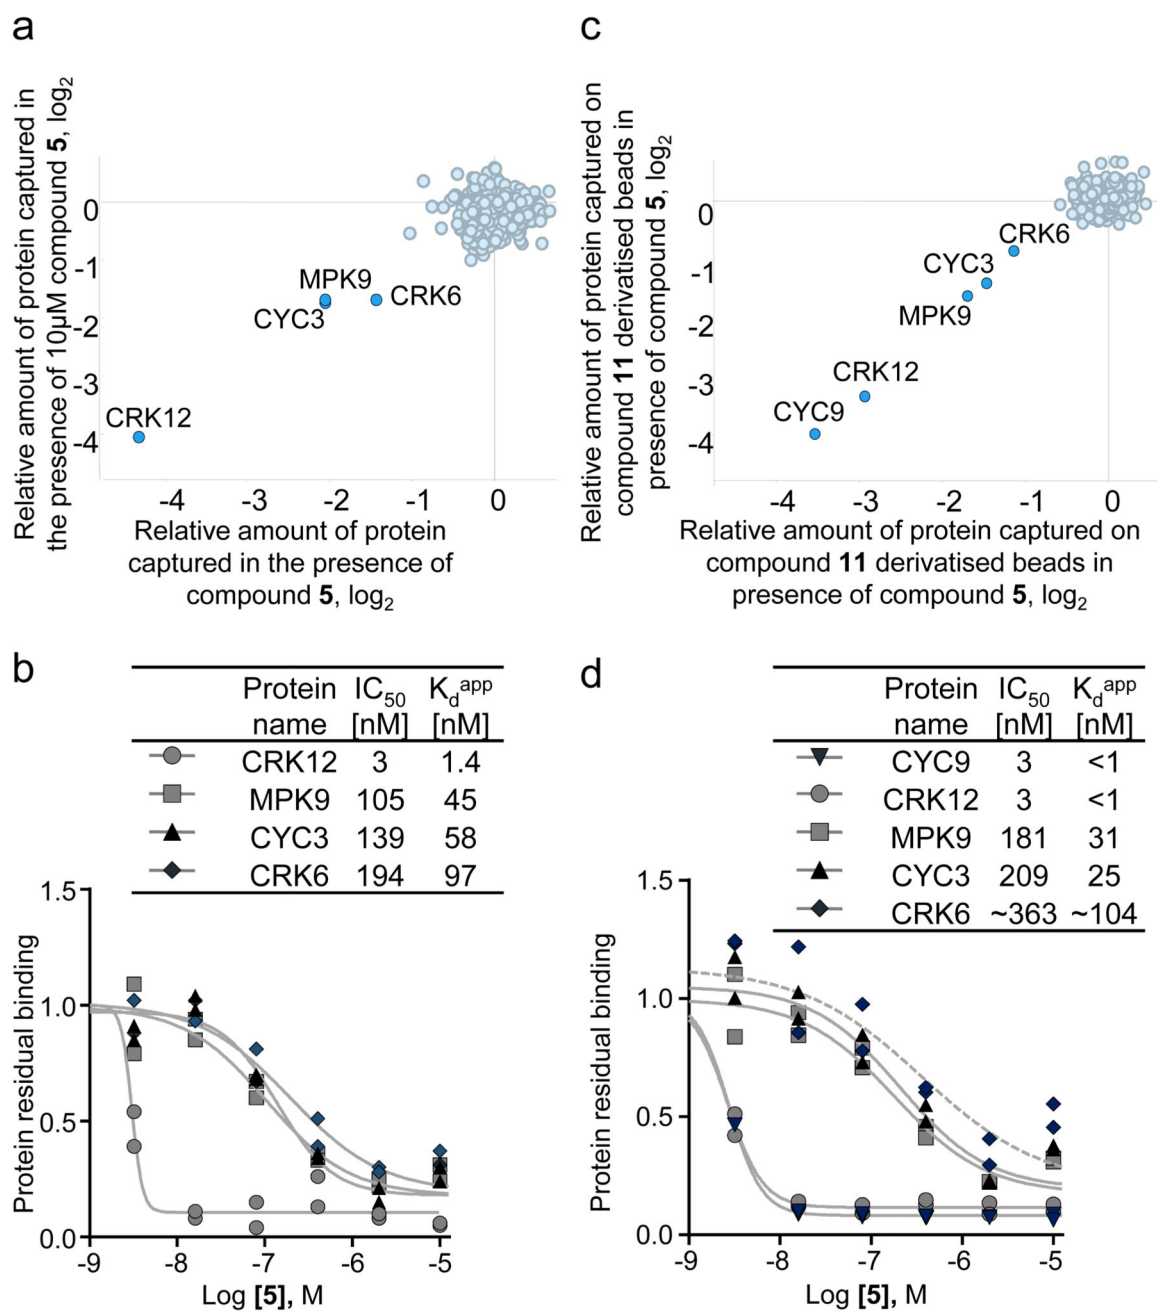 a
Relative amount of protein captured in
the presence of 10µM compound 5, log2
0
-1
-2
-3
-4
MPK9
CRK6
CYC3
CRK12
-4 -3 -2 -1 0
Relative amount of protein
captured in the presence of
compound 5, log2
c
Relative amount of protein captured on
compound 11 derivatised beads in
presence of compound 5, log2
0
-1
-2
-3
-4
CRK6
CYC3
MPK9
CRK12
CYC9
-4 -3 -2 -1 0
Relative amount of protein captured on
compound 11 derivatised beads in
presence of compound 5, log2
b
Protein IC50 Kd app
name [nM] [nM]
CRK12 3 1.4
MPK9 105 45
CYC3 139 58
CRK6 194 97
Protein residual binding
1.5
1.0
0.5
0.0
-9 -8 -7 -6 -5
Log [5], M
d
Protein IC50 Kd app
name [nM] [nM]
CYC9 3 <1
CRK12 3 <1
MPK9 181 31
CYC3 209 25
CRK6 ~363 ~104
Protein residual binding
1.5
1.0
0.5
0.0
-9 -8 -7 -6 -5
Log [5], M